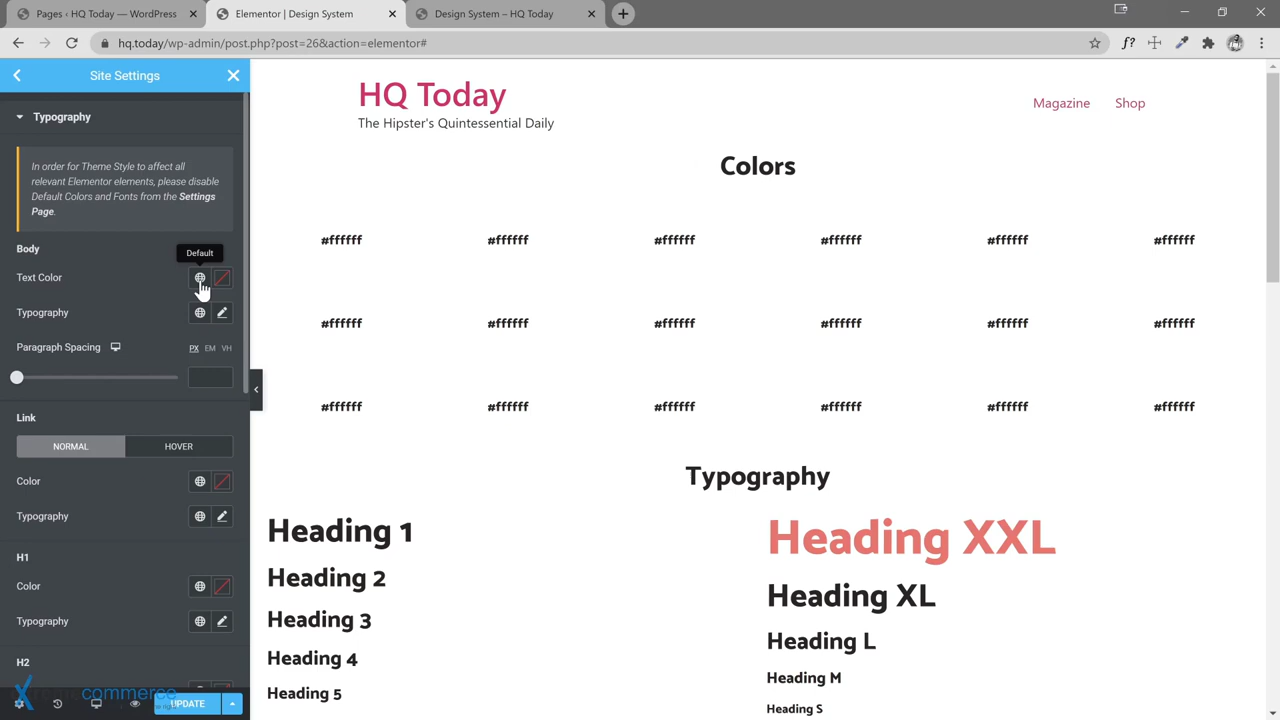 Pages ‹ HQ Today — WordPress
Elementor | Design System
Design System – HQ Today
hq.today/wp-admin/post.php?post=26&action=elementor#
Site Settings
Typography
In order for Theme Style to affect all
relevant Elementor elements, please disable
Default Colors and Fonts from the Settings
Page.
Body
Default
Text Color
Typography
Paragraph Spacing
PX EM VH
Link
NORMAL HOVER
Color
Typography
H1
Color
Typography
H2
commerce
UPDATE
HQ Today
The Hipster's Quintessential Daily
Magazine Shop
Colors
#ffffff #ffffff #ffffff #ffffff #ffffff #ffffff
#ffffff #ffffff #ffffff #ffffff #ffffff #ffffff
#ffffff #ffffff #ffffff #ffffff #ffffff #ffffff
Typography
Heading 1
Heading 2
Heading 3
Heading 4
Heading 5
Heading XXL
Heading XL
Heading L
Heading M
Heading S